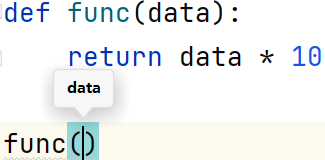 def func(data):
    return data * 10
data
func()